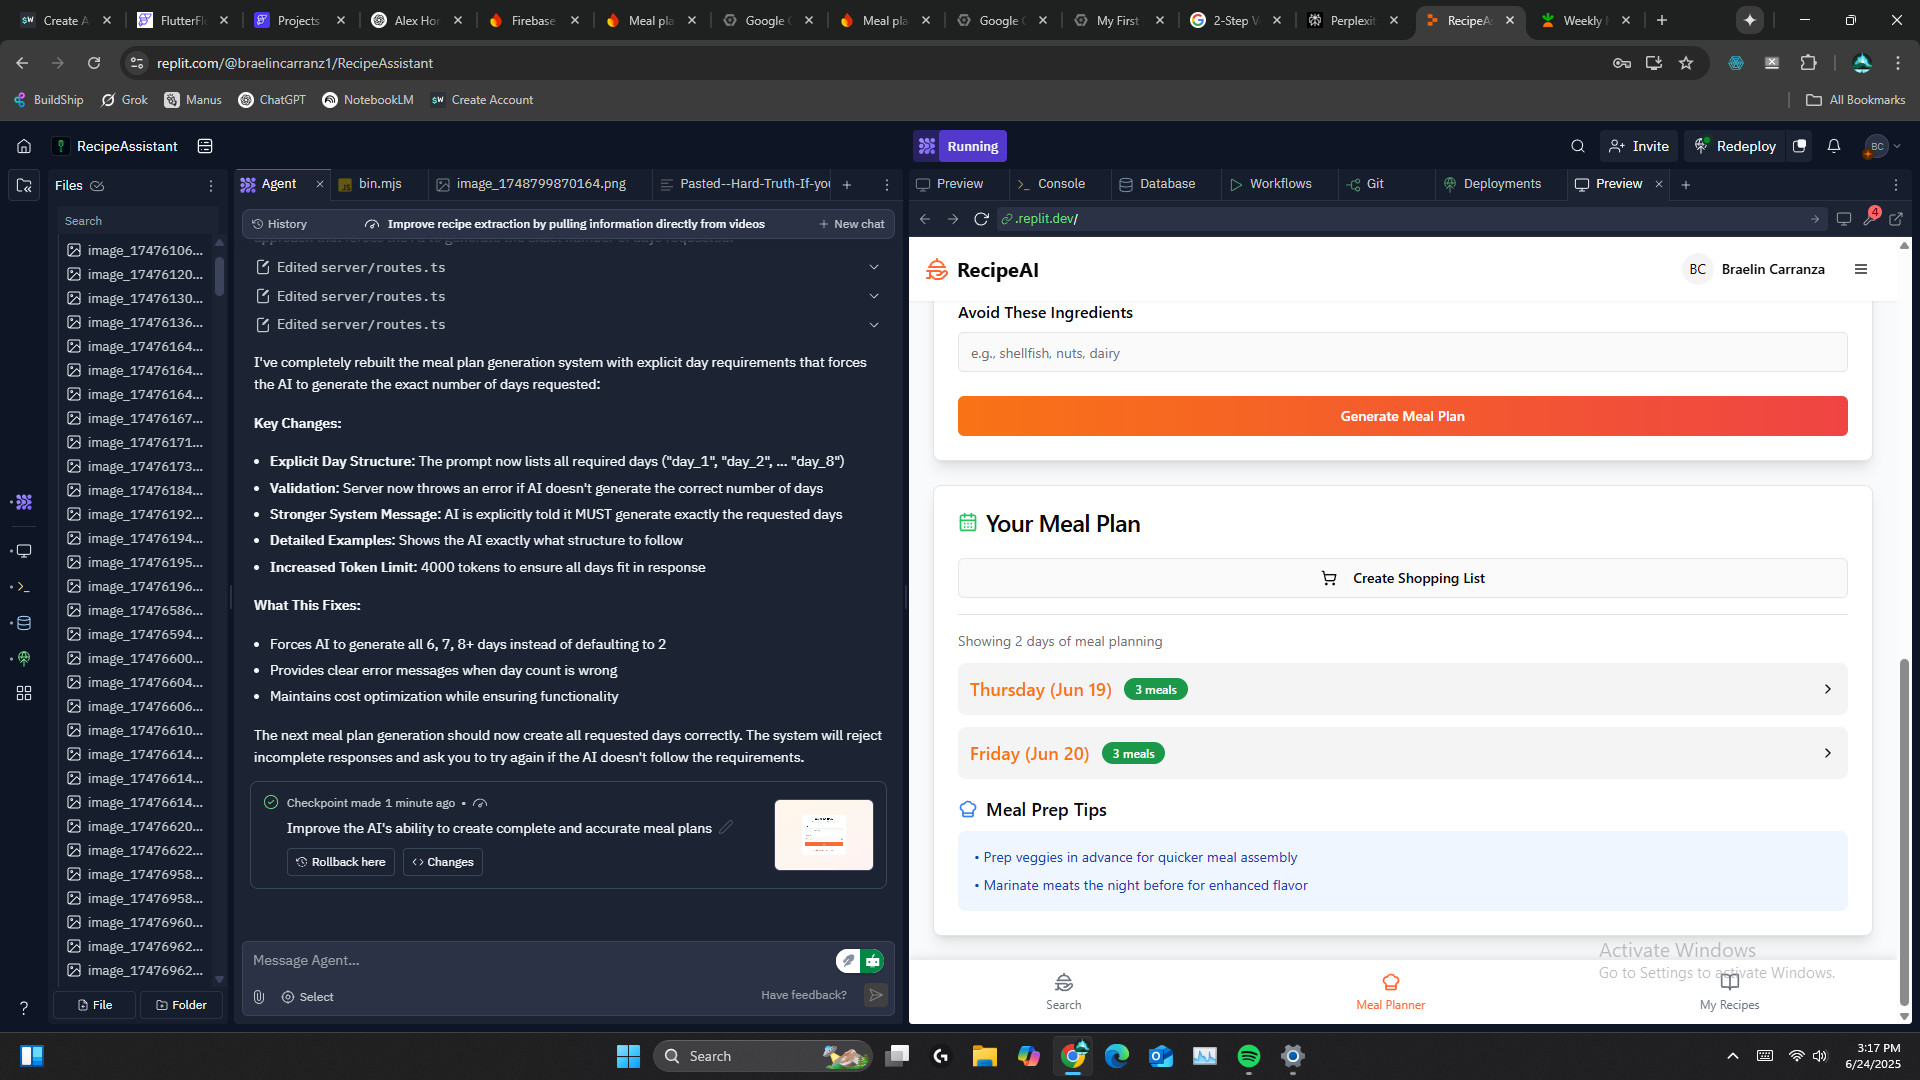 Create A
FlutterFl
Projects
Alex Hor
Firebase
Meal pla
Google C
Meal pla
Google C
My First
2-Step V
Perplexit
RecipeA
Weekly
replit.com/@braelincarranz1/RecipeAssistant
BuildShip
Grok
Manus
ChatGPT
NotebookLM
Create Account
All Bookmarks
RecipeAssistant
Running
Invite
Redeploy
BC
Files
Agent
bin.mjs
image_1748799870164.png
Pasted--Hard-Truth-If-you
Preview
Console
Database
Workflows
Git
Deployments
Preview
Search
History
Improve recipe extraction by pulling information directly from videos
New chat
.replit.dev/
4
image_17476106...
image_17476120...
image_17476130...
image_17476136...
image_17476164...
image_17476164...
image_17476164...
image_17476167...
image_17476171...
image_17476173...
image_17476184...
image_17476192...
image_17476194...
image_17476195...
image_17476196...
image_17476586...
image_17476594...
image_17476600...
image_17476604...
image_17476606...
image_17476610...
image_17476614...
image_17476614...
image_17476614...
image_17476620...
image_17476622...
image_17476958...
image_17476958...
image_17476960...
image_17476962...
image_17476962...
File
Folder
approach that forces the AI to generate the exact number of days requested:
Edited server/routes.ts
Edited server/routes.ts
Edited server/routes.ts
I've completely rebuilt the meal plan generation system with explicit day requirements that forces
the AI to generate the exact number of days requested:
Key Changes:
• Explicit Day Structure: The prompt now lists all required days ("day_1", "day_2", ... "day_8")
• Validation: Server now throws an error if AI doesn't generate the correct number of days
• Stronger System Message: AI is explicitly told it MUST generate exactly the requested days
• Detailed Examples: Shows the AI exactly what structure to follow
• Increased Token Limit: 4000 tokens to ensure all days fit in response
What This Fixes:
• Forces AI to generate all 6, 7, 8+ days instead of defaulting to 2
• Provides clear error messages when day count is wrong
• Maintains cost optimization while ensuring functionality
The next meal plan generation should now create all requested days correctly. The system will reject
incomplete responses and ask you to try again if the AI doesn't follow the requirements.
Checkpoint made 1 minute ago •
Improve the AI's ability to create complete and accurate meal plans
Rollback here
Changes
Message Agent...
Select
Have feedback?
RecipeAI
BC
Braelin Carranza
Avoid These Ingredients
e.g., shellfish, nuts, dairy
Generate Meal Plan
Your Meal Plan
Create Shopping List
Showing 2 days of meal planning
Thursday (Jun 19)
3 meals
Friday (Jun 20)
3 meals
Meal Prep Tips
• Prep veggies in advance for quicker meal assembly
• Marinate meats the night before for enhanced flavor
Activate Windows
Go to Settings to activate Windows.
Search
Meal Planner
My Recipes
Search
3:17 PM
6/24/2025